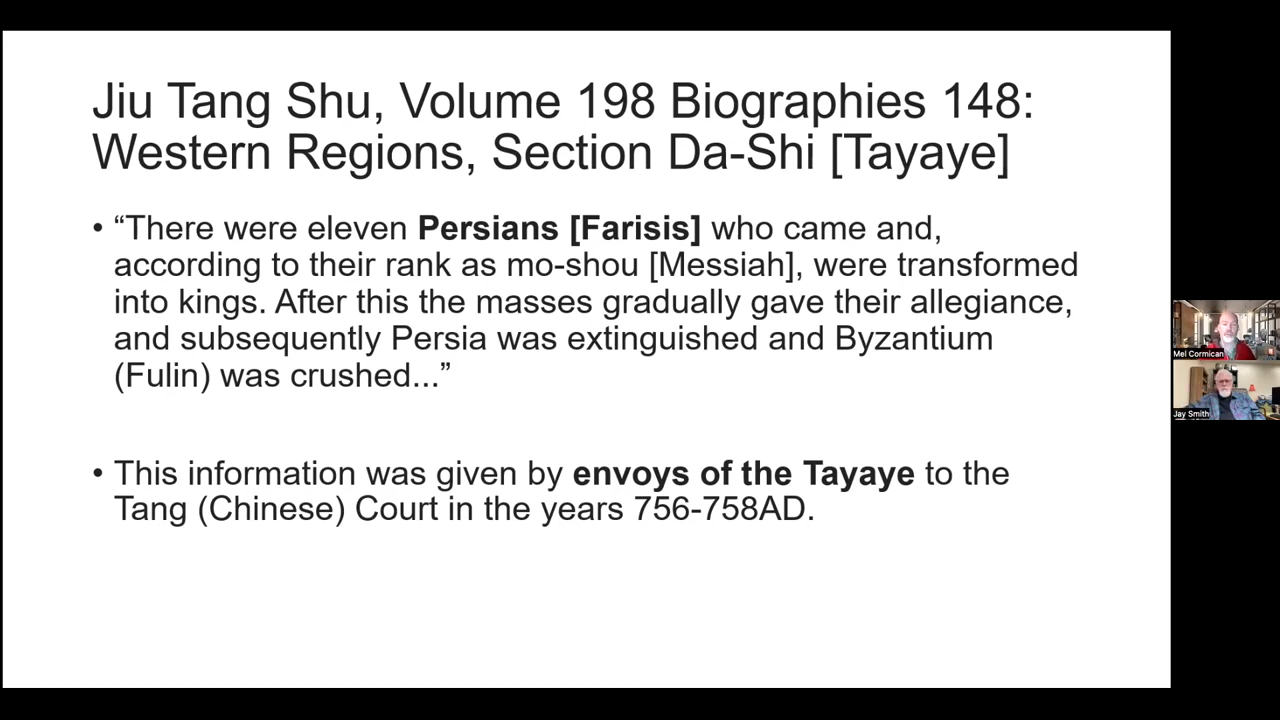 Jiu Tang Shu, Volume 198 Biographies 148:
Western Regions, Section Da-Shi [Tayaye]
• “There were eleven Persians [Farisis] who came and,
according to their rank as mo-shou [Messiah], were transformed
into kings. After this the masses gradually gave their allegiance,
and subsequently Persia was extinguished and Byzantium
(Fulin) was crushed...”
• This information was given by envoys of the Tayaye to the
Tang (Chinese) Court in the years 756-758AD.
Mel Cormican
Jay Smith